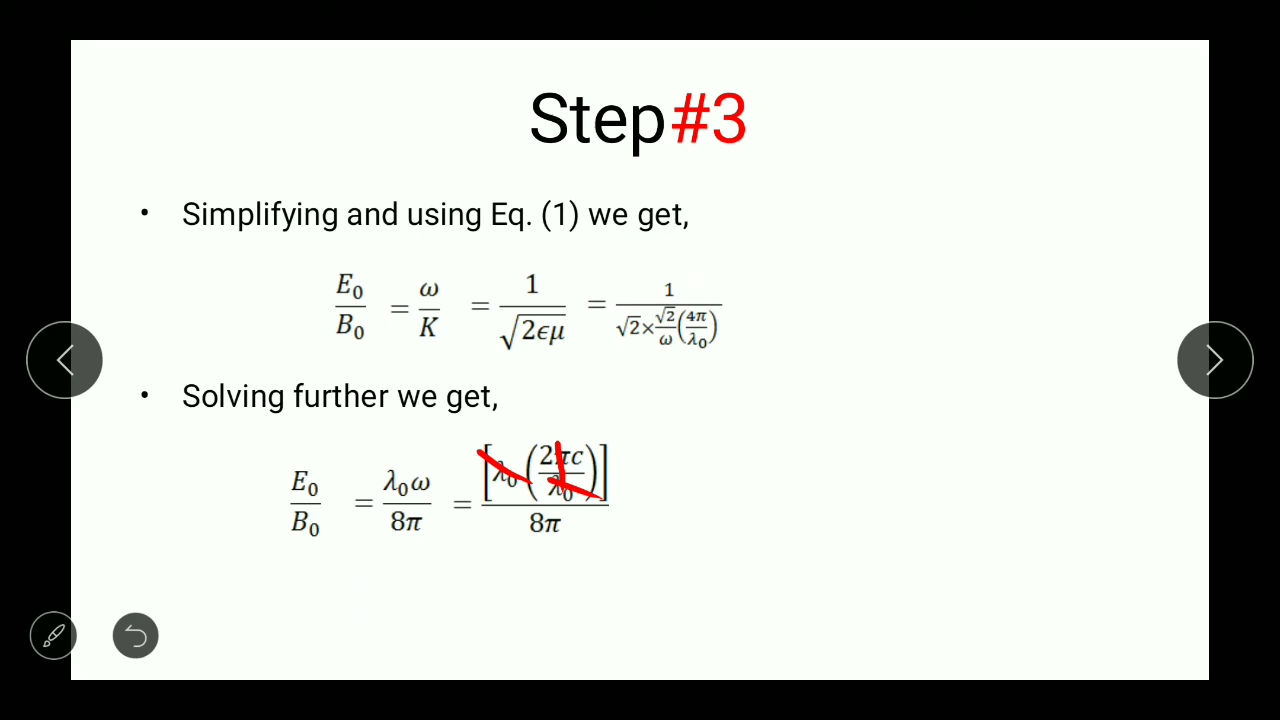 Step#3
• Simplifying and using Eq. (1) we get,
E₀/B₀ = ω/K = 1/√(2ϵμ) = 1/(√2×(√2/ω)(4π/λ₀))
• Solving further we get,
E₀/B₀ = λ₀ω/8π = [λ₀(2πc/λ₀)]/8π